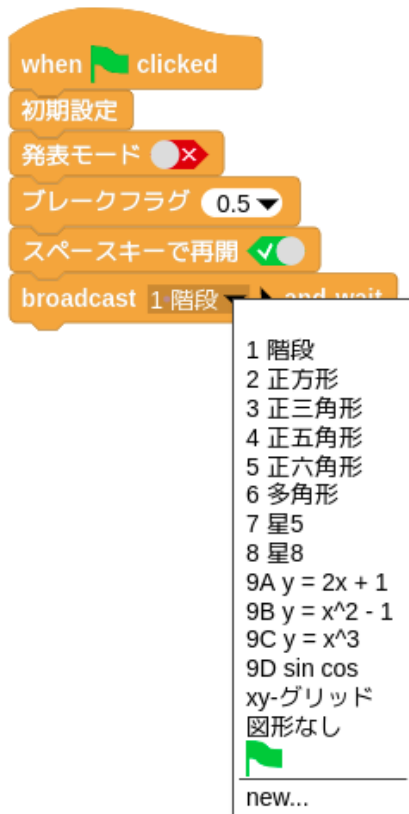 when clicked
初期設定
発表モード
ブレークフラグ 0.5
スペースキーで再開
broadcast 1 階段 and wait
1 階段
2 正方形
3 正三角形
4 正五角形
5 正六角形
6 多角形
7 星5
8 星8
9A y = 2x + 1
9B y = x^2 - 1
9C y = x^3
9D sin cos
xy-グリッド
図形なし
new...